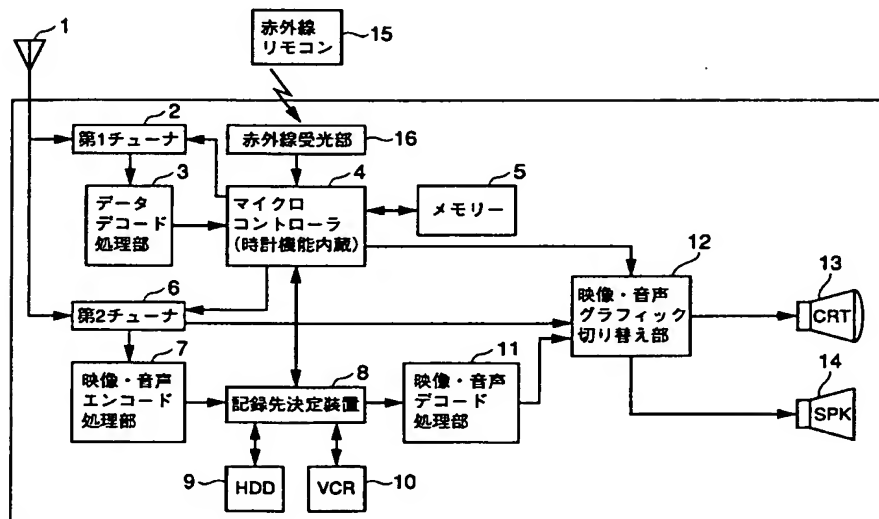 1
赤外線
リモコン
15
2
第1チューナ
赤外線受光部
16
3
データ
デコード
処理部
4
マイクロ
コントローラ
(時計機能内蔵)
5
メモリー
6
第2チューナ
12
映像・音声
グラフィック
切り替え部
13
CRT
7
映像・音声
エンコード
処理部
8
記録先決定装置
11
映像・音声
デコード
処理部
14
SPK
9
HDD
VCR
10